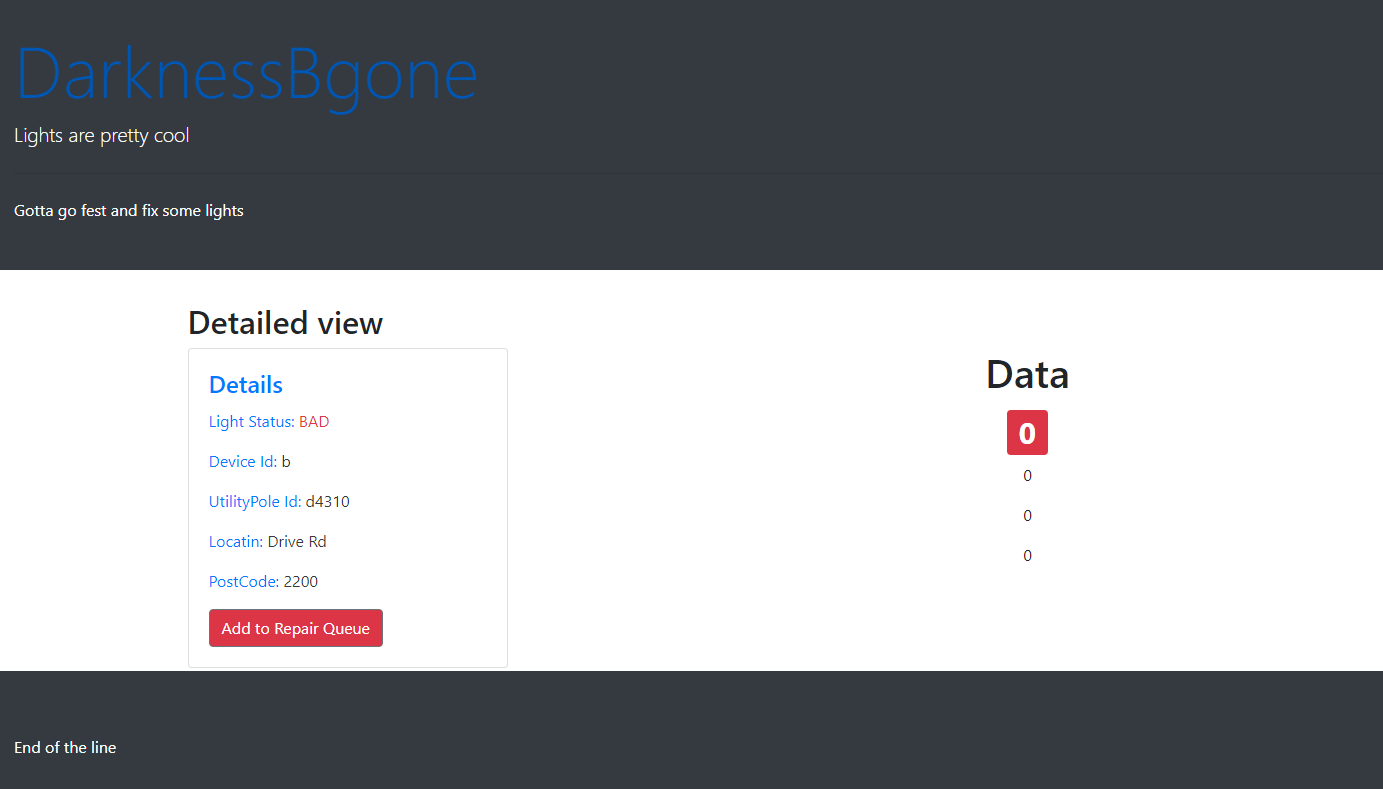 DarknessBgone
Lights are pretty cool
Gotta go fest and fix some lights
Detailed view
Details
Light Status: BAD
Device Id: b
UtilityPole Id: d4310
Locatin: Drive Rd
PostCode: 2200
Add to Repair Queue
Data
0
0
0
0
End of the line